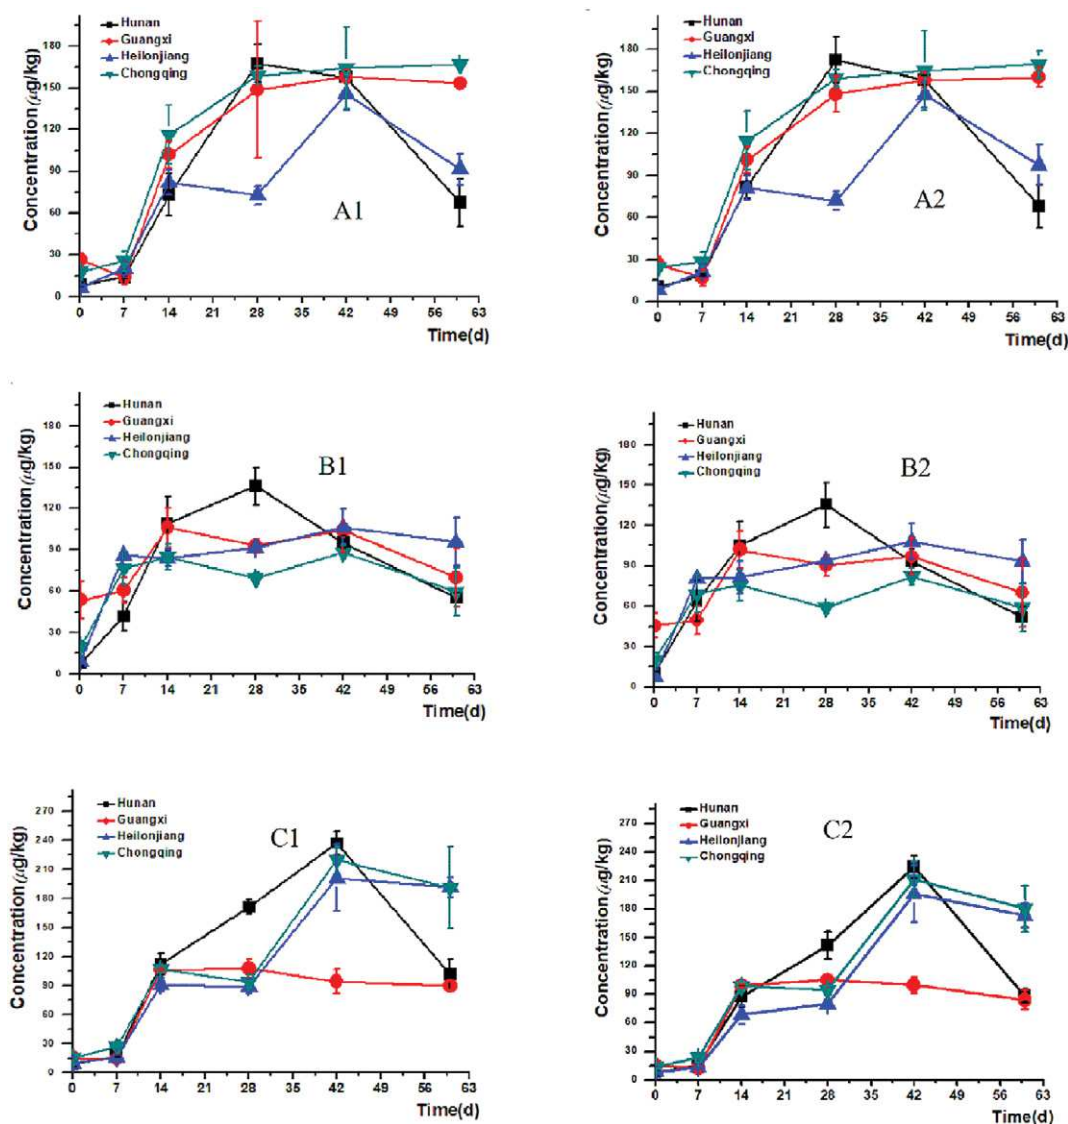 Hunan
Guangxi
Heilonjiang
Chongqing
A1
Concentration(μg/kg)
180
150
120
90
60
30
0
0 7 14 21 28 35 42 49 56 63
Time(d)
Hunan
Guangxi
Heilonjiang
Chongqing
A2
Concentration(μg/kg)
180
150
120
90
60
30
0
0 7 14 21 28 35 42 49 56 63
Time(d)
Hunan
Guangxi
Heilonjiang
Chongqing
B1
Concentration(μg/kg)
180
150
120
90
60
30
0
0 7 14 21 28 35 42 49 56 63
Time(d)
Hunan
Guangxi
Heilonjiang
Chongqing
B2
Concentration(μg/kg)
180
150
120
90
60
30
0
0 7 14 21 28 35 42 49 56 63
Time(d)
Hunan
Guangxi
Heilonjiang
Chongqing
C1
Concentration(μg/kg)
270
240
210
180
150
120
90
60
30
0
0 7 14 21 28 35 42 49 56 63
Time(d)
Hunan
Guangxi
Heilonjiang
Chongqing
C2
Concentration(μg/kg)
270
240
210
180
150
120
90
60
30
0
0 7 14 21 28 35 42 49 56 63
Time(d)